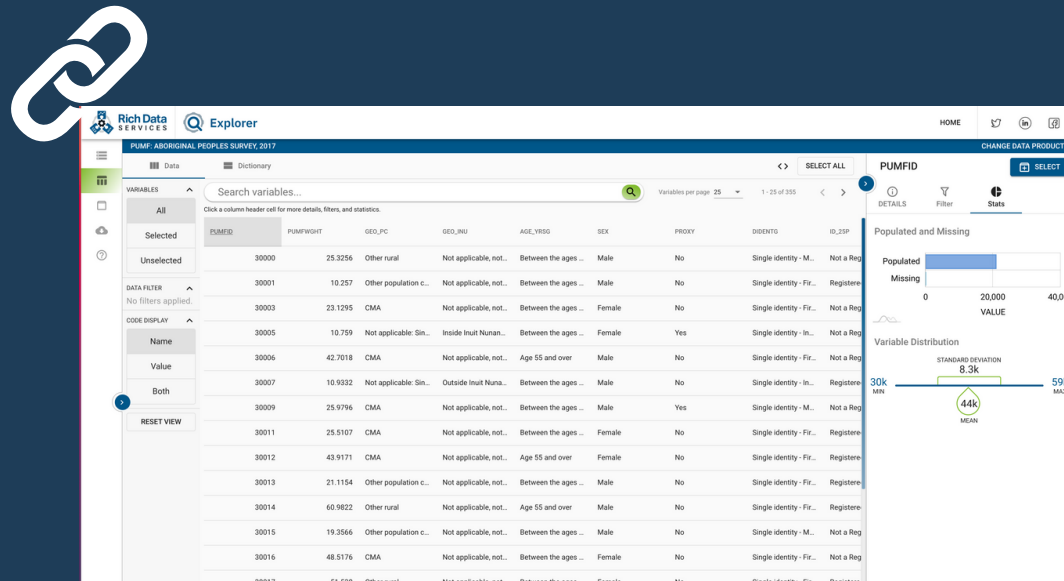 Rich Data
SERVICES
Explorer
HOME
PUMF: ABORIGINAL PEOPLES SURVEY, 2017
CHANGE DATA PRODUCT
Data
Dictionary
SELECT ALL
PUMFID
SELECT
VARIABLES
Search variables...
Variables per page 25
1 - 25 of 355
DETAILS
Filter
Stats
All
Click a column header cell for more details, filters, and statistics.
Selected
Unselected
DATA FILTER
No filters applied.
CODE DISPLAY
Name
Value
Both
RESET VIEW
PUMFID PUMFWGHT GEO_PC GEO_INU AGE_YRSG SEX PROXY DIDENTG ID_25P
30000 25.3256 Other rural Not applicable, not... Between the ages ... Male No Single identity - M... Not a Reg
30001 10.257 Other population c... Not applicable, not... Between the ages ... Male No Single identity - Fir... Registere
30003 23.1295 CMA Not applicable, not... Between the ages ... Female No Single identity - Fir... Not a Reg
30005 10.759 Not applicable: Sin... Inside Inuit Nunan... Between the ages ... Female Yes Single identity - In... Not a Reg
30006 42.7018 CMA Not applicable, not... Age 55 and over Male No Single identity - Fir... Not a Reg
30007 10.9332 Not applicable: Sin... Outside Inuit Nuna... Between the ages ... Male No Single identity - In... Registere
30009 25.9796 CMA Not applicable, not... Between the ages ... Male Yes Single identity - M... Not a Reg
30011 25.5107 CMA Not applicable, not... Between the ages ... Female No Single identity - Fir... Registere
30012 43.9171 CMA Not applicable, not... Age 55 and over Female No Single identity - Fir... Registere
30013 21.1154 Other population c... Not applicable, not... Between the ages ... Female No Single identity - Fir... Registere
30014 60.9822 Other rural Not applicable, not... Age 55 and over Male No Single identity - Fir... Registere
30015 19.3566 Other population c... Not applicable, not... Between the ages ... Male No Single identity - M... Not a Reg
30016 48.5176 CMA Not applicable, not... Between the ages ... Female No Single identity - Fir... Not a Reg
Populated and Missing
Populated
Missing
0 20,000 40,0
VALUE
Variable Distribution
STANDARD DEVIATION
8.3k
30k
MIN
44k
MEAN